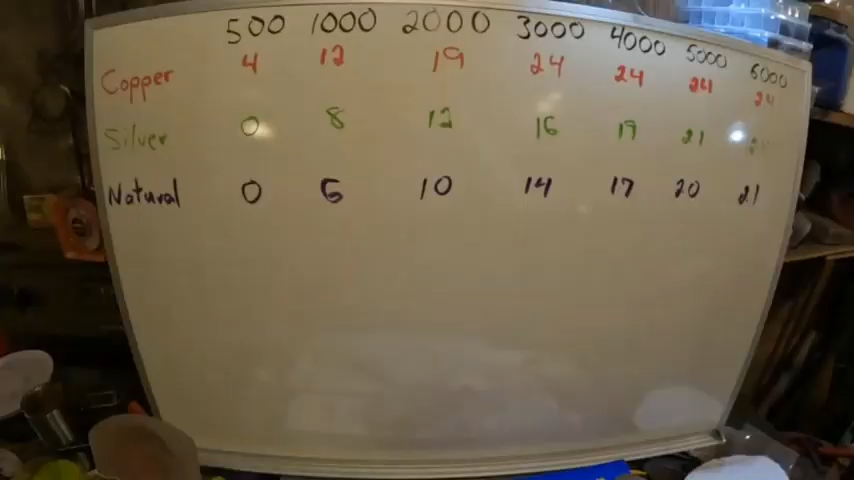 500 1000 2000 3000 4000 5000 6000
Copper 4 12 19 24 24 24 24
Silver 0 8 12 16 19 21
Natural 0 6 10 14 17 20 21